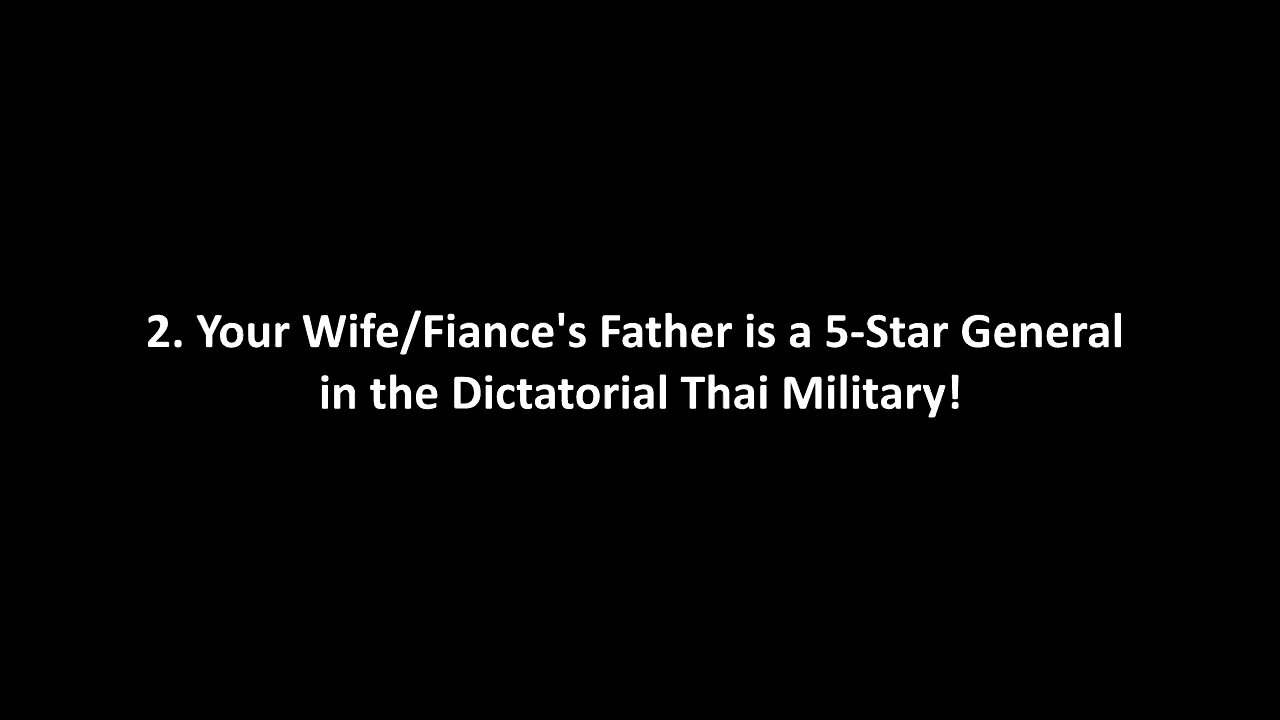 2. Your Wife/Fiance's Father is a 5-Star General
in the Dictatorial Thai Military!